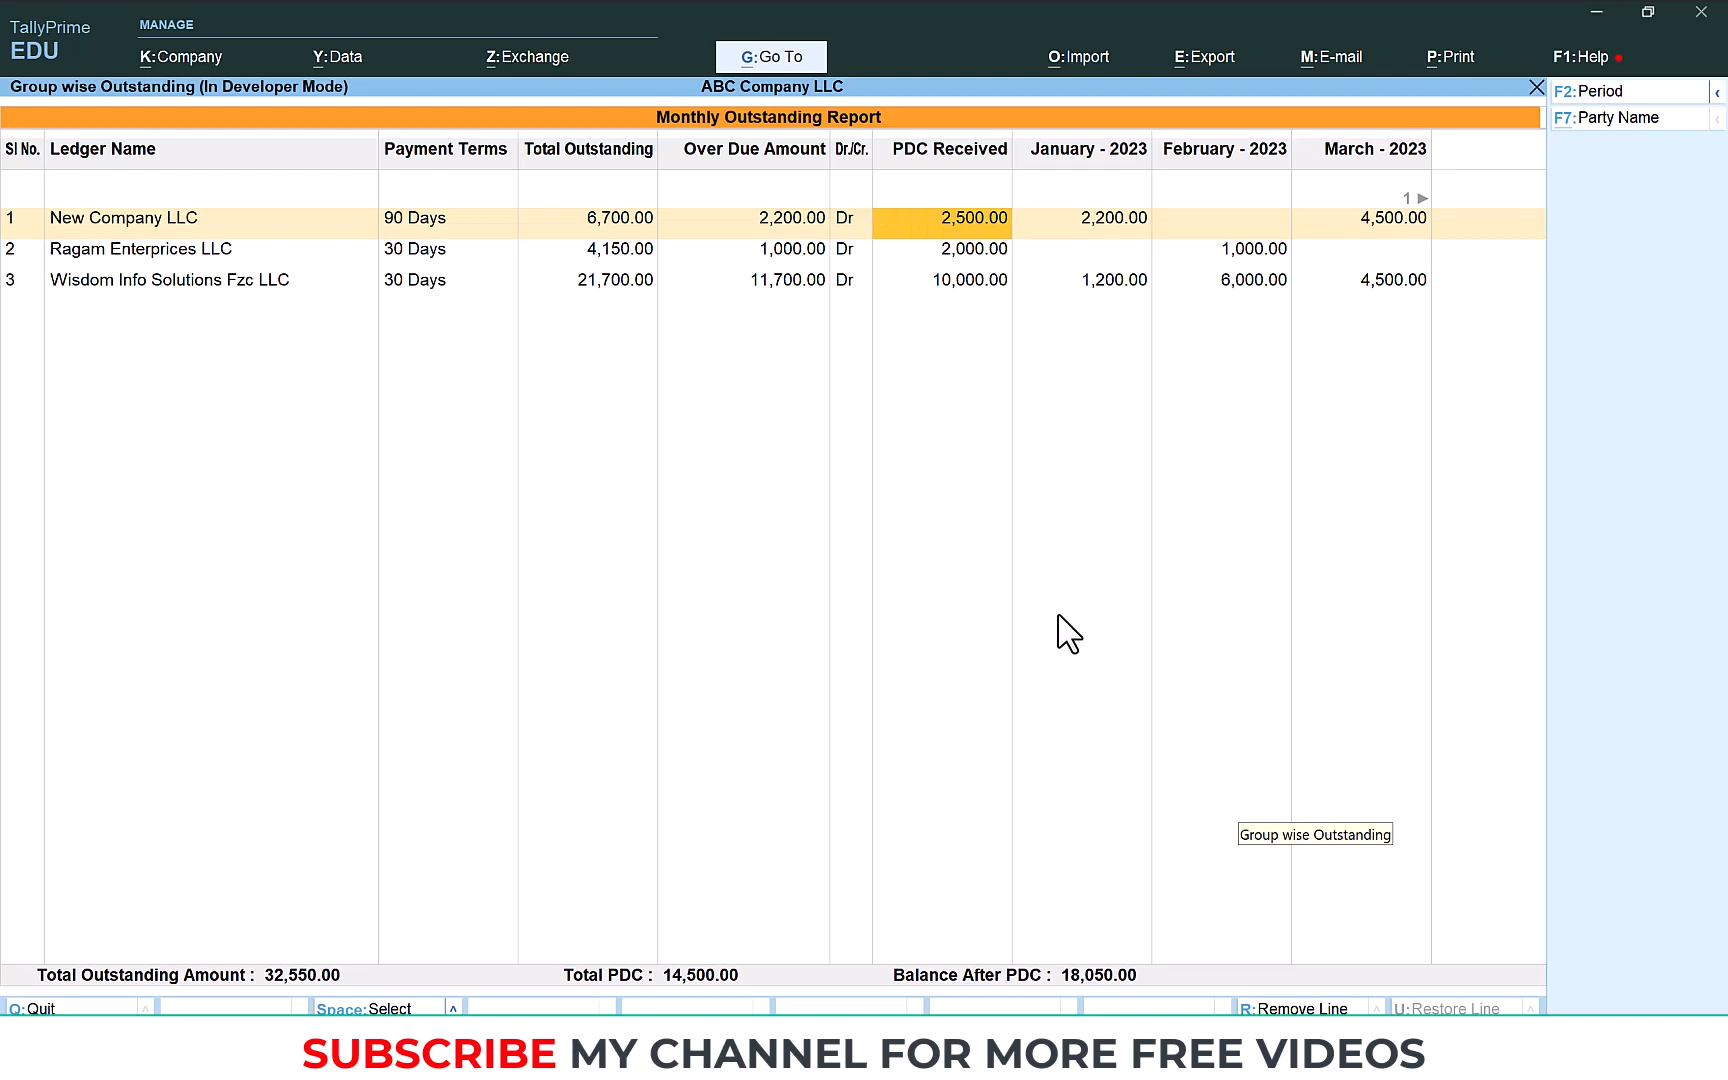 TallyPrime
EDU
MANAGE
K:Company Y:Data Z:Exchange G:Go To O:Import E:Export M:E-mail P:Print F1:Help
Group wise Outstanding (In Developer Mode) ABC Company LLC
F2:Period
F7:Party Name
Monthly Outstanding Report
Sl No. Ledger Name Payment Terms Total Outstanding Over Due Amount Dr./Cr. PDC Received January - 2023 February - 2023 March - 2023
1
1 New Company LLC 90 Days 6,700.00 2,200.00 Dr 2,500.00 2,200.00 4,500.00
2 Ragam Enterprices LLC 30 Days 4,150.00 1,000.00 Dr 2,000.00 1,000.00
3 Wisdom Info Solutions Fzc LLC 30 Days 21,700.00 11,700.00 Dr 10,000.00 1,200.00 6,000.00 4,500.00
Group wise Outstanding
Total Outstanding Amount : 32,550.00 Total PDC : 14,500.00 Balance After PDC : 18,050.00
Q:Quit Space:Select R:Remove Line U:Restore Line
SUBSCRIBE MY CHANNEL FOR MORE FREE VIDEOS